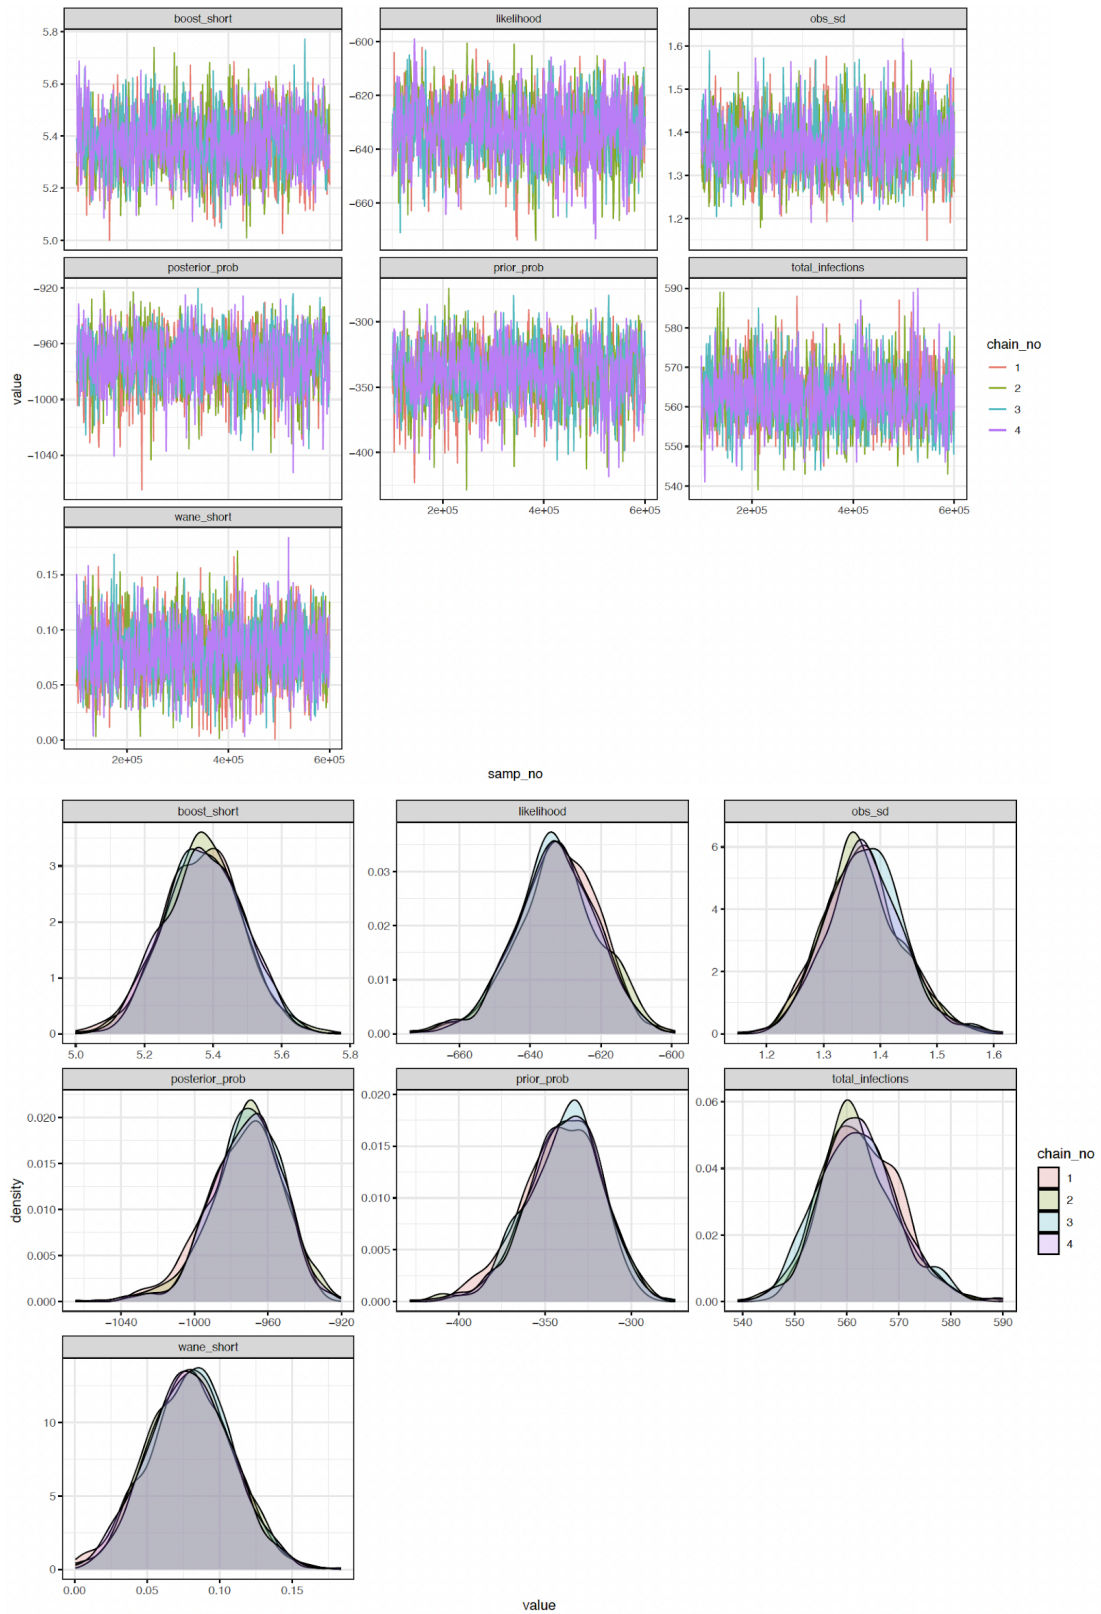 boost_short
likelihood
obs_sd
5.8
5.6
5.4
5.2
5.0
−600
−620
−640
−660
1.6
1.5
1.4
1.3
1.2
posterior_prob
prior_prob
total_infections
−920
−960
−1000
−1040
−300
−350
−400
590
580
570
560
550
540
value
chain_no
1
2
3
4
2e+05 4e+05 6e+05
2e+05 4e+05 6e+05
wane_short
0.15
0.10
0.05
0.00
2e+05 4e+05 6e+05
samp_no
boost_short
likelihood
obs_sd
3
2
1
0
5.0 5.2 5.4 5.6 5.8
0.03
0.02
0.01
0.00
−660 −640 −620 −600
6
4
2
0
1.2 1.3 1.4 1.5 1.6
posterior_prob
prior_prob
total_infections
0.020
0.015
0.010
0.005
0.000
−1040 −1000 −960 −920
0.020
0.015
0.010
0.005
0.000
−400 −350 −300
0.06
0.04
0.02
0.00
540 550 560 570 580 590
density
chain_no
1
2
3
4
wane_short
10
5
0
0.00 0.05 0.10 0.15
value